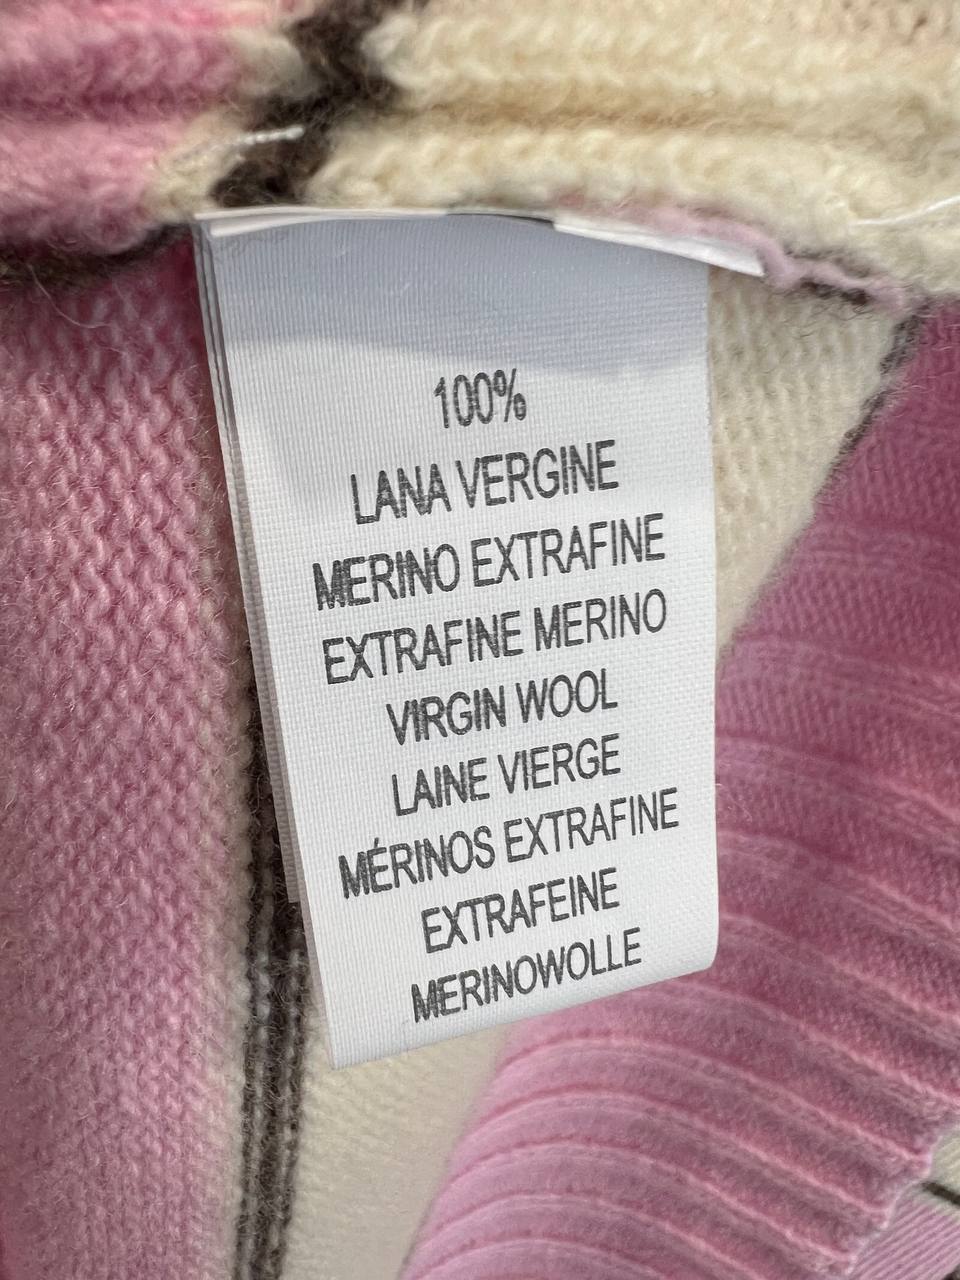 100%
LANA VERGINE
MERINO EXTRAFINE
EXTRAFINE MERINO
VIRGIN WOOL
LAINE VIERGE
MÉRINOS EXTRAFINE
EXTRAFEINE
MERINOWOLLE